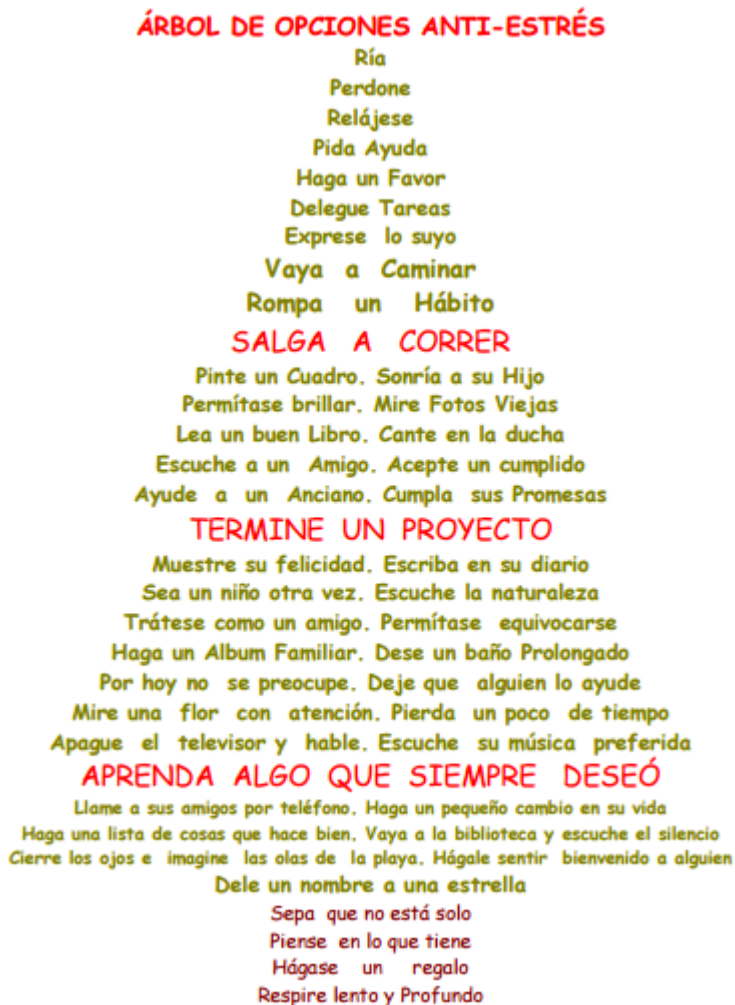 ÁRBOL DE OPCIONES ANTI-ESTRÉS
Ría
Perdone
Relájese
Pida Ayuda
Haga un Favor
Delegue Tareas
Exprese lo suyo
Vaya a Caminar
Rompa un Hábito
SALGA A CORRER
Pinte un Cuadro. Sonría a su Hijo
Permítase brillar. Mire Fotos Viejas
Lea un buen Libro. Cante en la ducha
Escuche a un Amigo. Acepte un cumplido
Ayude a un Anciano. Cumpla sus Promesas
TERMINE UN PROYECTO
Muestre su felicidad. Escriba en su diario
Sea un niño otra vez. Escuche la naturaleza
Trátese como un amigo. Permítase equivocarse
Haga un Album Familiar. Dese un baño Prolongado
Por hoy no se preocupe. Deje que alguien lo ayude
Mire una flor con atención. Pierda un poco de tiempo
Apague el televisor y hable. Escuche su música preferida
APRENDA ALGO QUE SIEMPRE DESEÓ
Llame a sus amigos por teléfono. Haga un pequeño cambio en su vida
Haga una lista de cosas que hace bien. Vaya a la biblioteca y escuche el silencio
Cierre los ojos e imagine las olas de la playa. Hágale sentir bienvenido a alguien
Dele un nombre a una estrella
Sepa que no está solo
Piense en lo que tiene
Hágase un regalo
Respire lento y Profundo